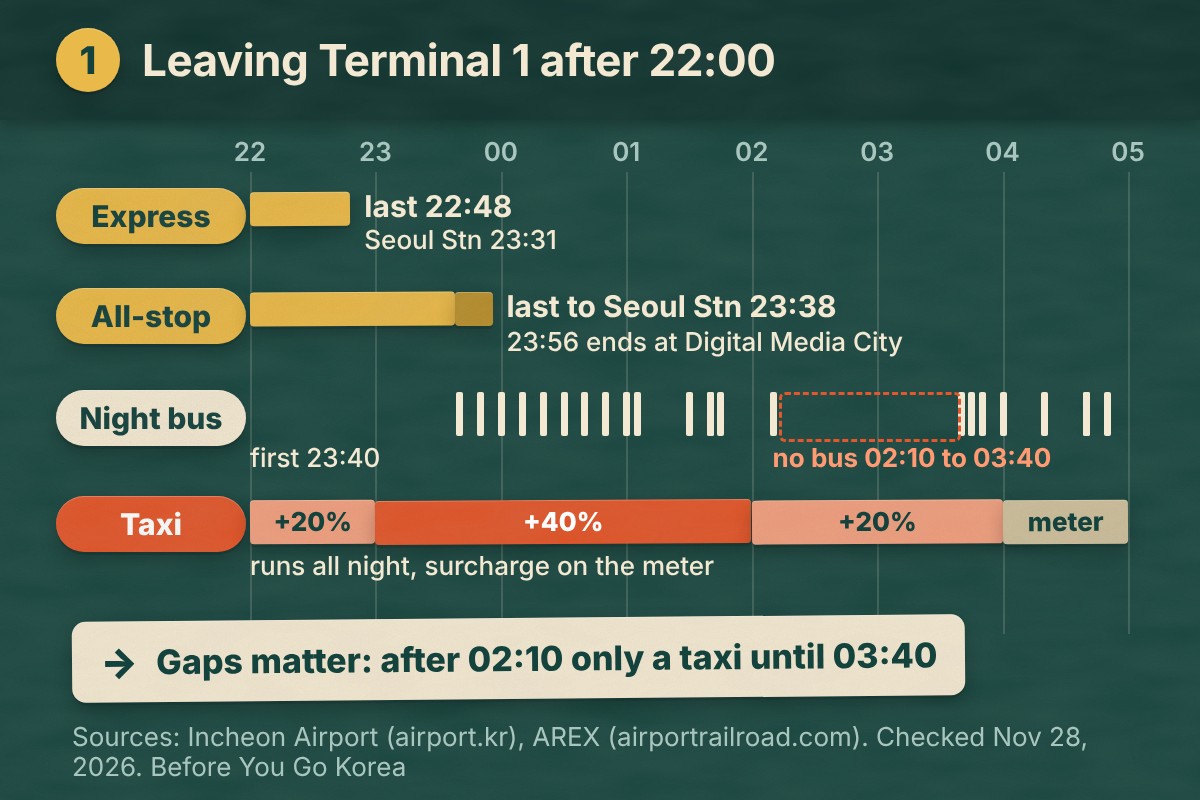 1 Leaving Terminal 1 after 22:00
22 23 00 01 02 03 04 05
Express
last 22:48
Seoul Stn 23:31
All-stop
last to Seoul Stn 23:38
23:56 ends at Digital Media City
Night bus
first 23:40
no bus 02:10 to 03:40
Taxi
+20% +40% +20% meter
runs all night, surcharge on the meter
→ Gaps matter: after 02:10 only a taxi until 03:40
Sources: Incheon Airport (airport.kr), AREX (airportrailroad.com). Checked Nov 28,
2026. Before You Go Korea